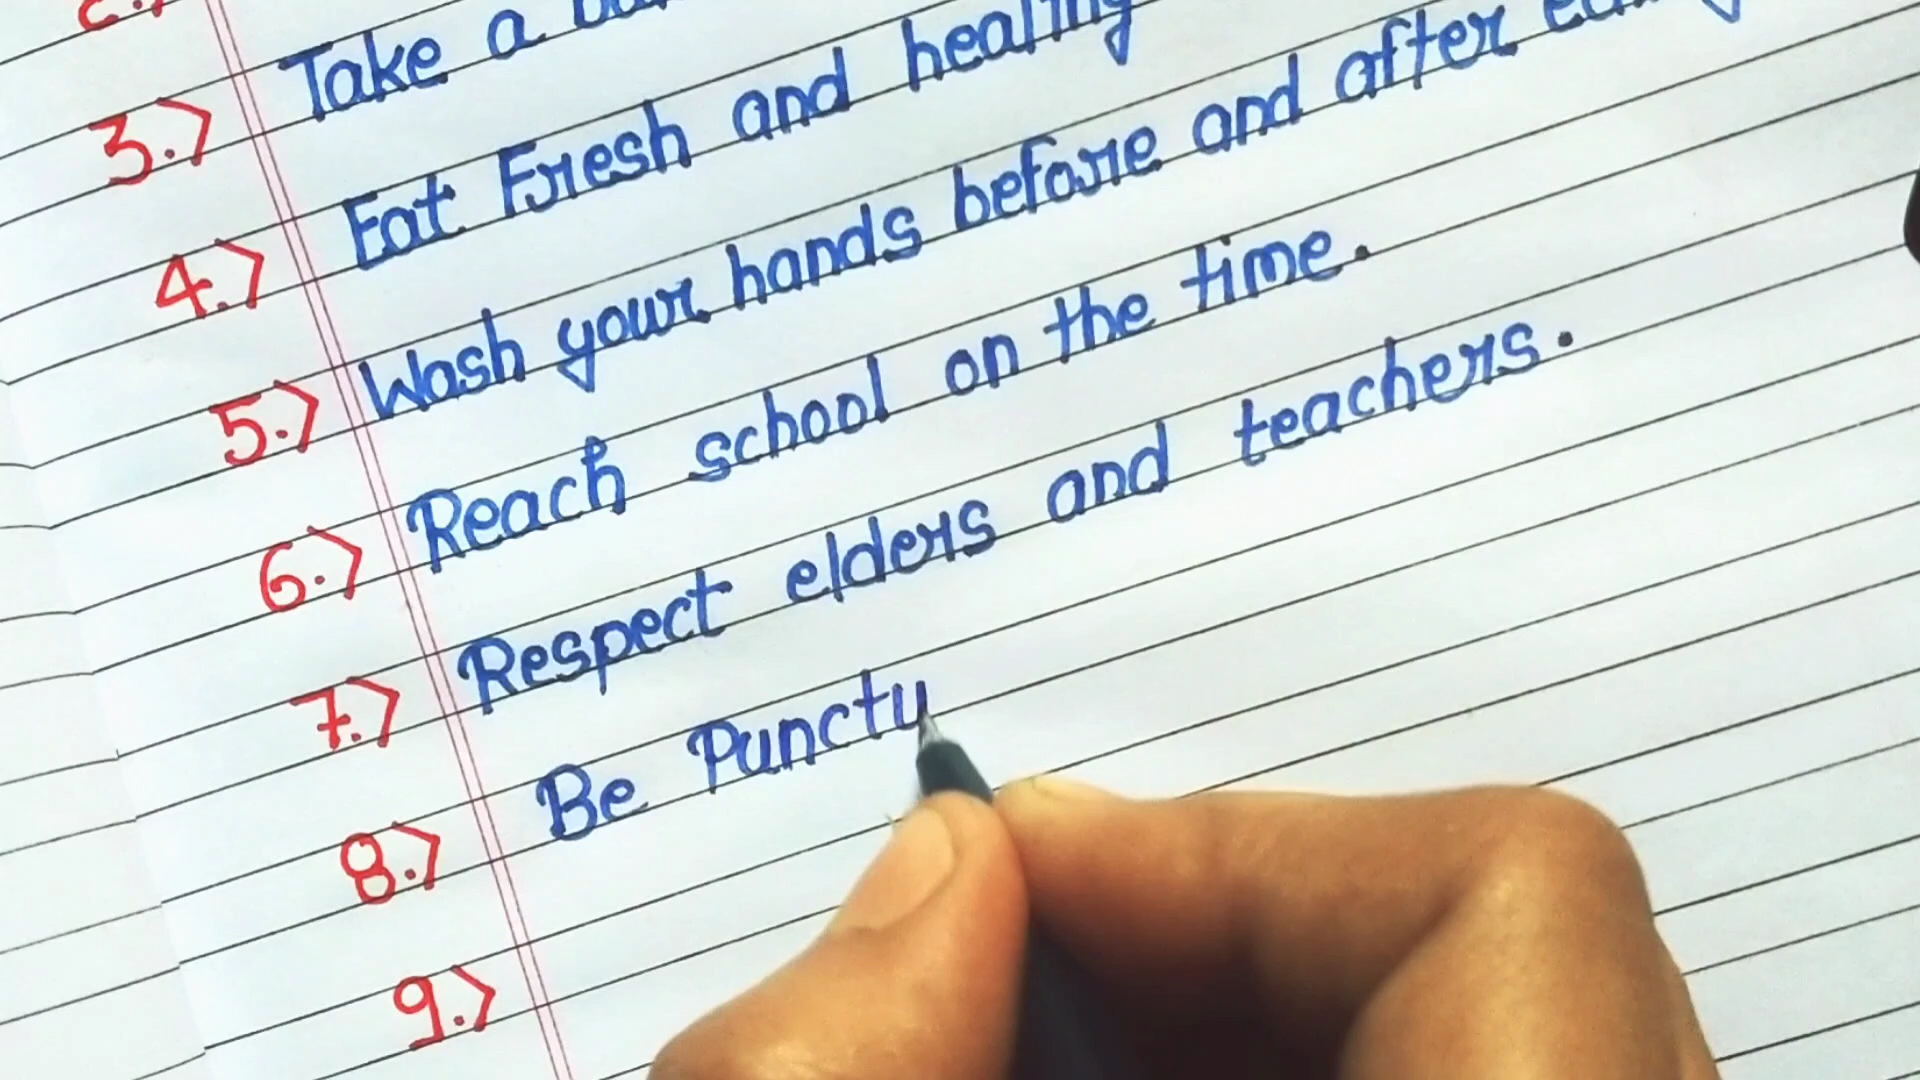 3.) Take a
4.) Eat Fresh and healing
5.) Wash your hands before and after
6.) Reach school on the time.
7.) Respect elders and teachers.
8.) Be Punctu
9.)